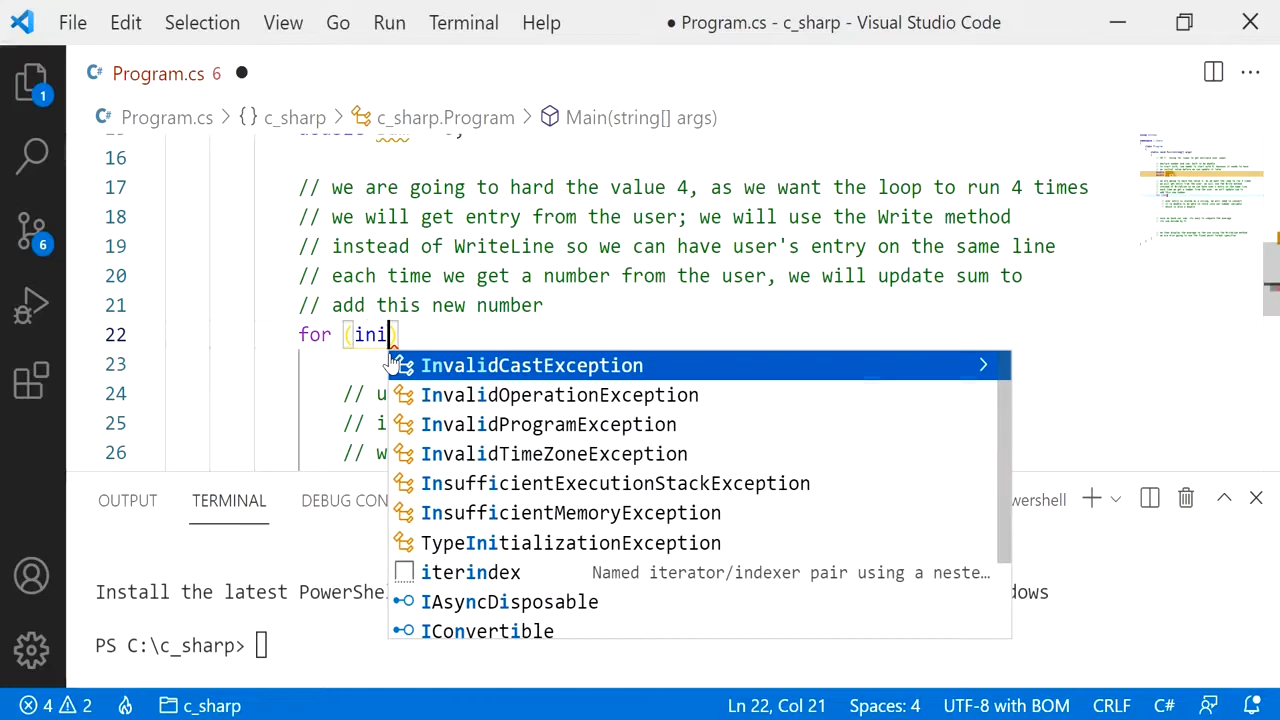 File Edit Selection View Go Run Terminal Help ● Program.cs - c_sharp - Visual Studio Code
Program.cs 6
Program.cs > {} c_sharp > c_sharp.Program > Main(string[] args)
16
17 // we are going to hard the value 4, as we want the loop to run 4 times
18 // we will get entry from the user; we will use the Write method
19 // instead of WriteLine so we can have user's entry on the same line
20 // each time we get a number from the user, we will update sum to
21 // add this new number
22 for (ini)
23 InvalidCastException
24 // u InvalidOperationException
25 // i InvalidProgramException
26 // w InvalidTimeZoneException
InsufficientExecutionStackException
InsufficientMemoryException
TypeInitializationException
iterindex Named iterator/indexer pair using a neste…
IAsyncDisposable
IConvertible
1
6
OUTPUT TERMINAL DEBUG CON owershell
Install the latest PowerShel dows
PS C:\c_sharp>
4 2 c_sharp Ln 22, Col 21 Spaces: 4 UTF-8 with BOM CRLF C#